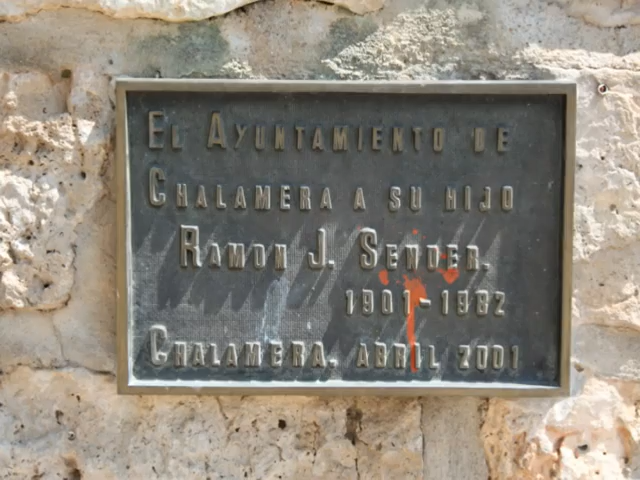 El Ayuntamiento de
Chalamera a su hijo
Ramon J. Sender.
1901-1982
Chalamera, abril 2001